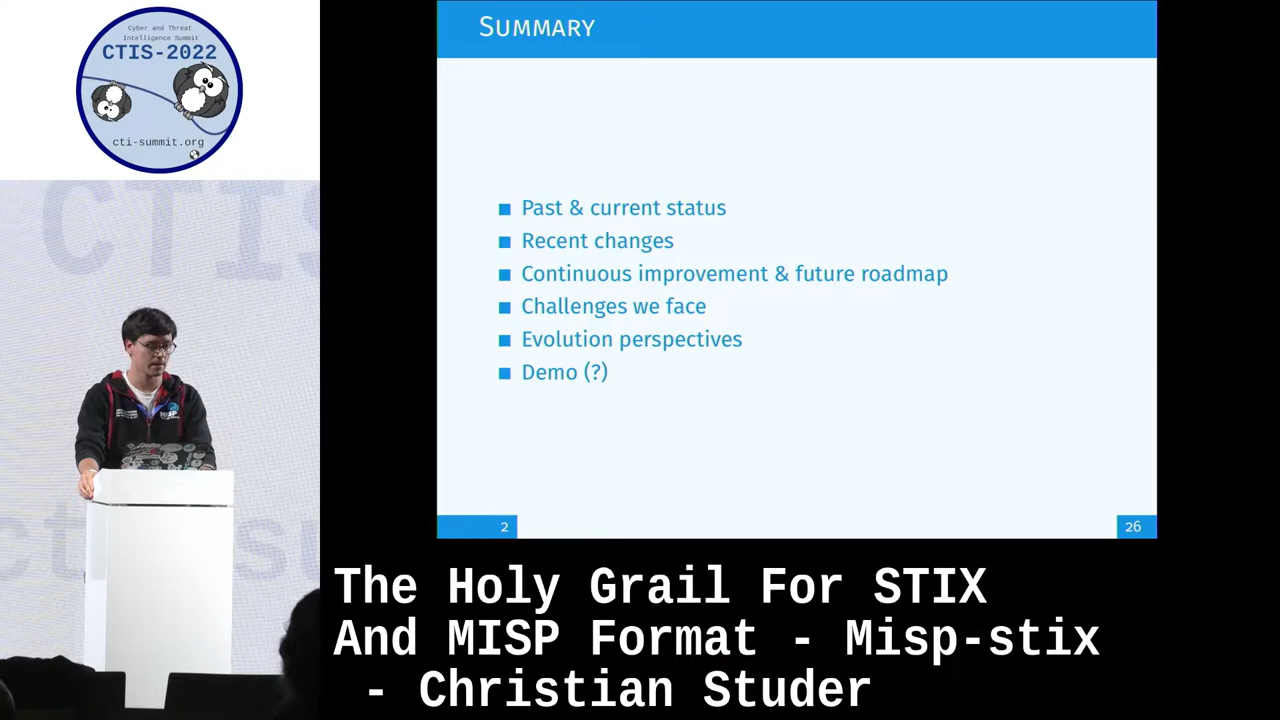 Cyber and Threat
Intelligence Summit
CTIS-2022
cti-summit.org
SUMMARY
Past & current status
Recent changes
Continuous improvement & future roadmap
Challenges we face
Evolution perspectives
Demo (?)
2
26
CTIS
MISP
The Holy Grail For STIX
And MISP Format - Misp-stix
- Christian Studer